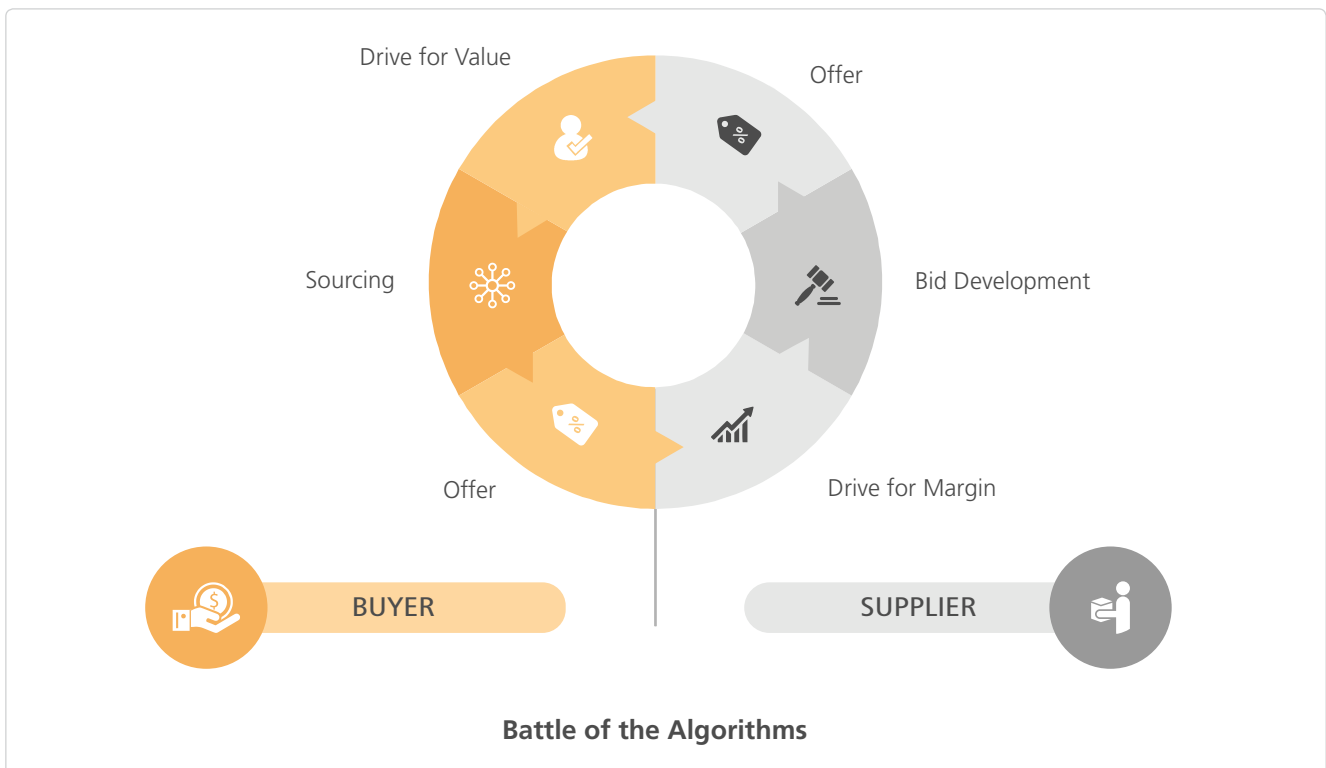 Drive for Value
Offer
Sourcing
Bid Development
Offer
Drive for Margin
BUYER
SUPPLIER
Battle of the Algorithms